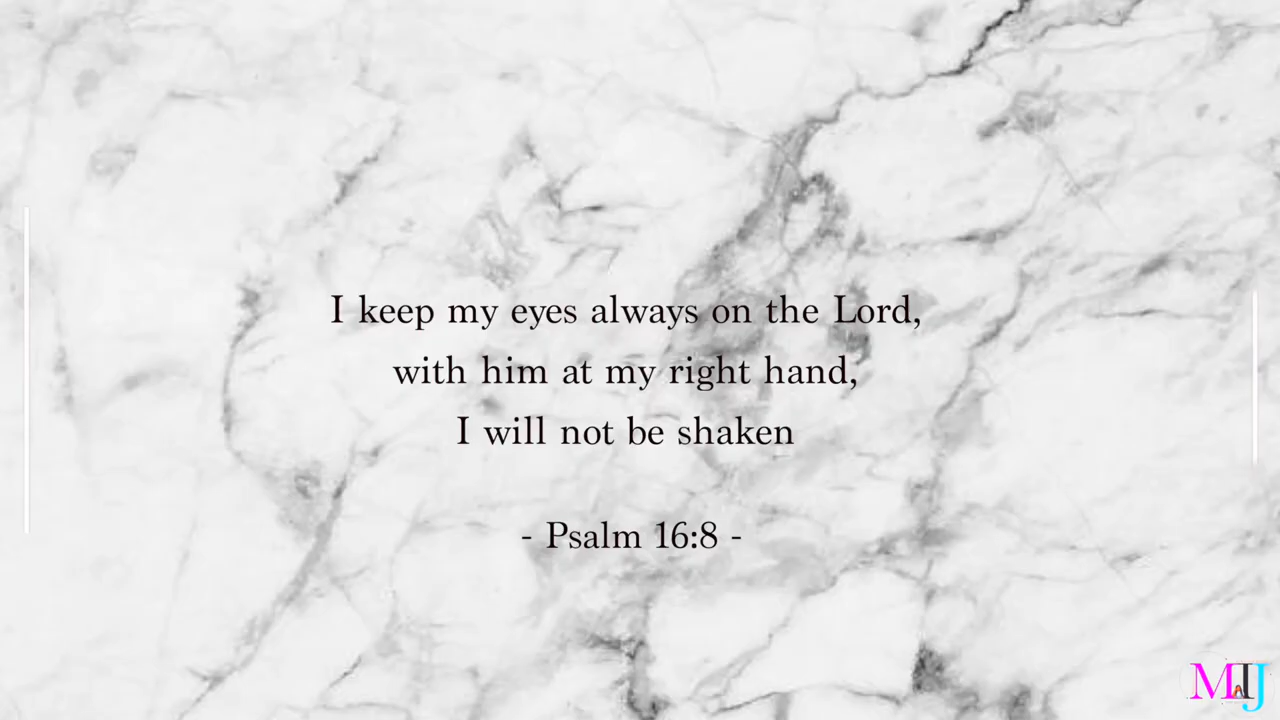 I keep my eyes always on the Lord,
with him at my right hand,
I will not be shaken
- Psalm 16:8 -
MIJ